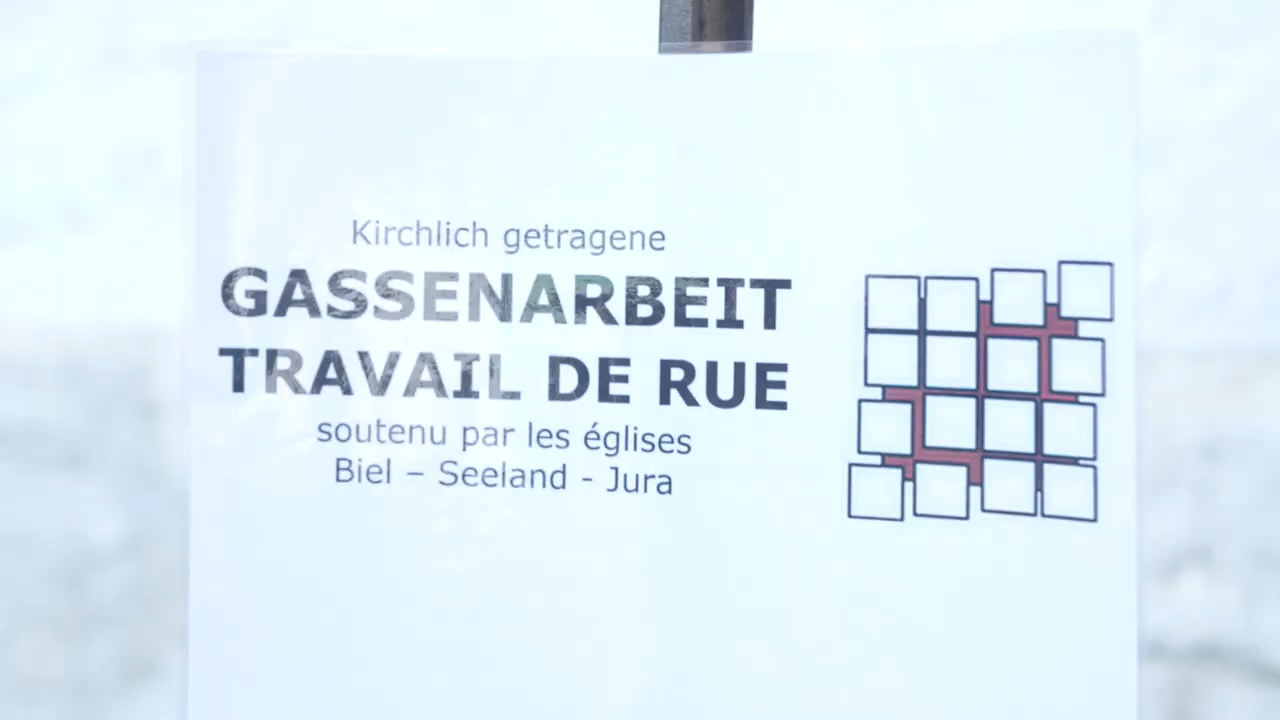 Kirchlich getragene
GASSENARBEIT
TRAVAIL DE RUE
soutenu par les églises
Biel – Seeland - Jura